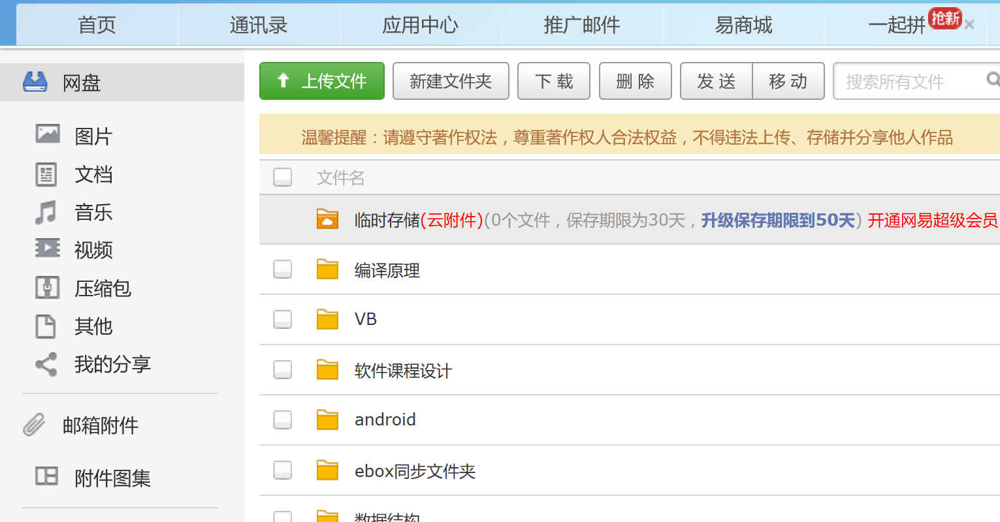 首页 通讯录 应用中心 推广邮件 易商城 一起拼 抢新
网盘
图片
文档
音乐
视频
压缩包
其他
我的分享
邮箱附件
附件图集
上传文件 新建文件夹 下 载 删 除 发 送 移 动 搜索所有文件
温馨提醒：请遵守著作权法，尊重著作权人合法权益，不得违法上传、存储并分享他人作品
文件名
临时存储(云附件)(0个文件，保存期限为30天，升级保存期限到50天) 开通网易超级会员
编译原理
VB
软件课程设计
android
ebox同步文件夹
数据结构